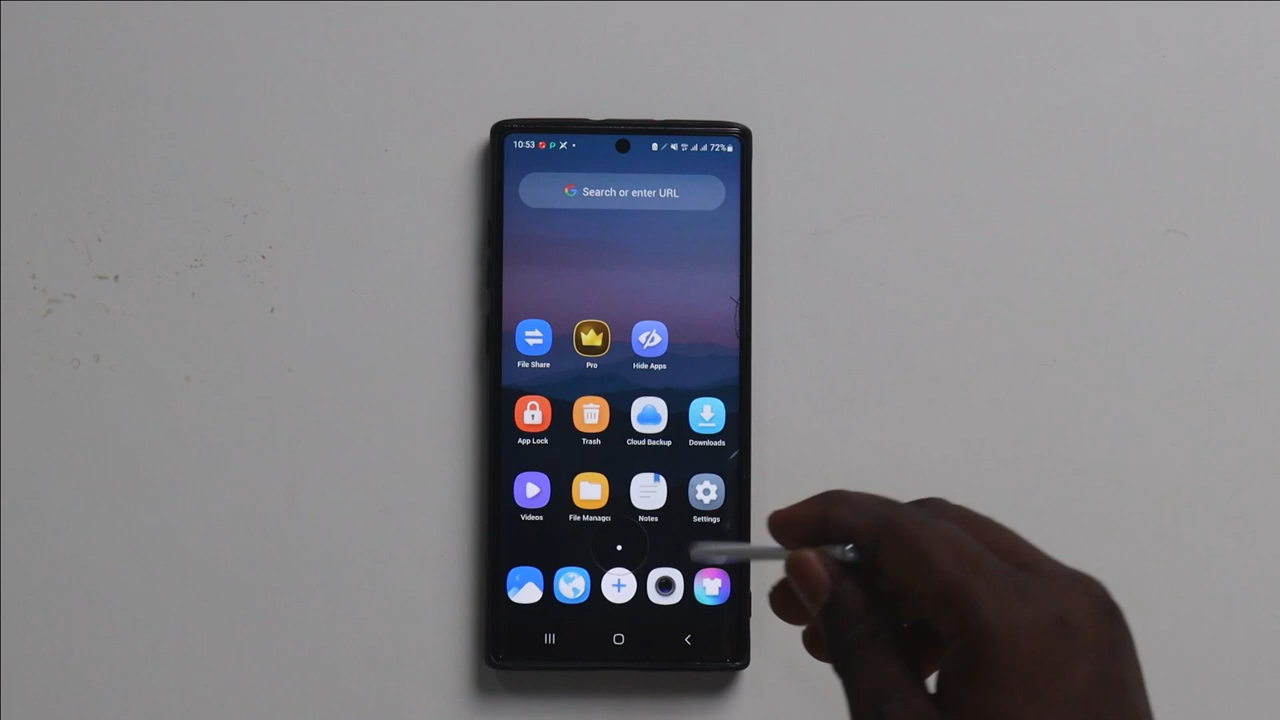 10:53 72%
Search or enter URL
File Share Pro Hide Apps
App Lock Trash Cloud Backup Downloads
Videos File Manager Notes Settings